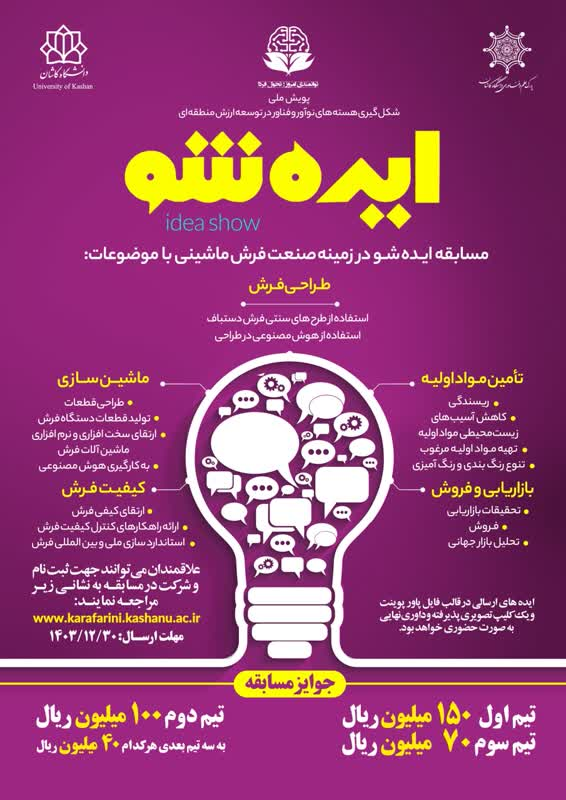 دانشگاه کاشان
University of Kashan
توانمندی امروز؛ تحول فردا
پویش ملی
شکل‌گیری هسته‌های نوآور و فناور در توسعه ارزش منطقه‌ای
ایده شو
idea show
مسابقه ایده شو در زمینه صنعت فرش ماشینی با موضوعات:
طراحی فرش
استفاده از طرح های سنتی فرش دستباف
استفاده از هوش مصنوعی در طراحی
تأمین مواد اولیه
ریسندگی
کاهش آسیب‌های
زیست‌محیطی مواد اولیه
تهیه مواد اولیه مرغوب
تنوع رنگ بندی و رنگ آمیزی
بازاریابی و فروش
تحقیقات بازاریابی
فروش
تحلیل بازار جهانی
ماشین سازی
طراحی قطعات
تولید قطعات دستگاه فرش
ارتقای سخت افزاری و نرم افزاری
ماشین آلات فرش
به کارگیری هوش مصنوعی
کیفیت فرش
ارتقای کیفی فرش
ارائه راهکارهای کنترل کیفیت فرش
استانداردسازی ملی و بین المللی فرش
علاقمندان می‌توانند جهت ثبت نام
و شرکت در مسابقه به نشانی زیر
مراجعه نمایند:
www.karafarini.kashanu.ac.ir
مهلت ارسال: ۱۴۰۳/۱۲/۳۰
ایده های ارسالی در قالب فایل پاورپوینت
و یک کلیپ تصویری پذیرفته و داوری نهایی
به صورت حضوری خواهد بود.
جوایز مسابقه
تیم اول ۱۵۰ میلیون ریال
تیم دوم ۱۰۰ میلیون ریال
تیم سوم ۷۰ میلیون ریال
به سه تیم بعدی هرکدام ۴۰ میلیون ریال